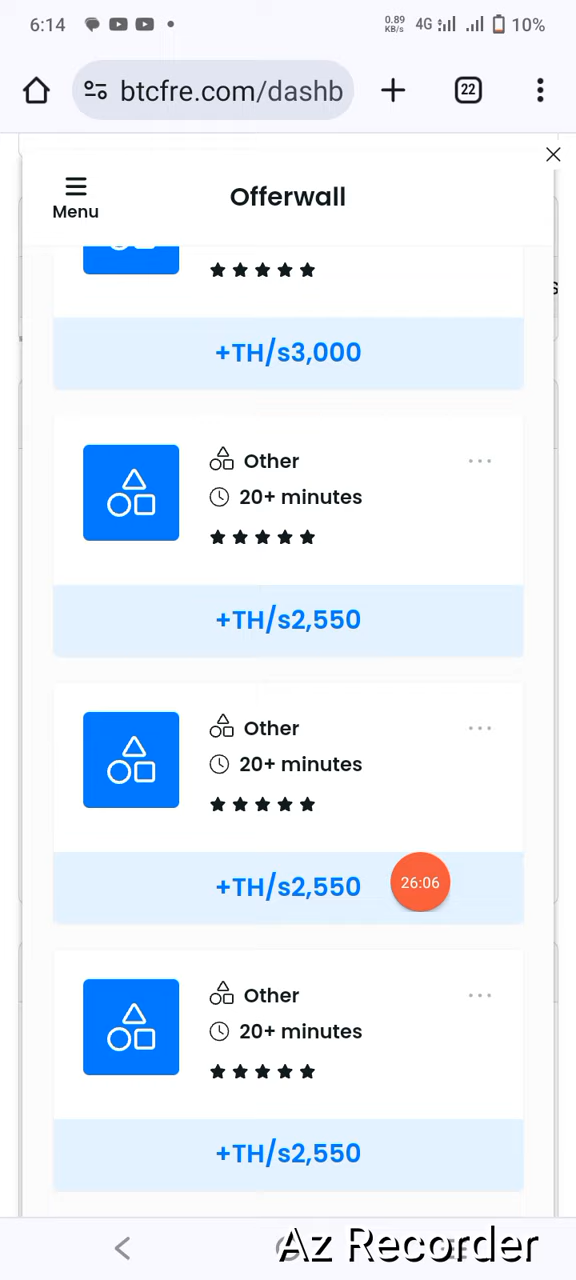 6:14
0.89
KB/s
4G
10%
btcfre.com/dashb
22
Menu
Offerwall
s
+TH/s3,000
Other
20+ minutes
+TH/s2,550
Other
20+ minutes
+TH/s2,550
26:06
Other
20+ minutes
+TH/s2,550
Az Recorder